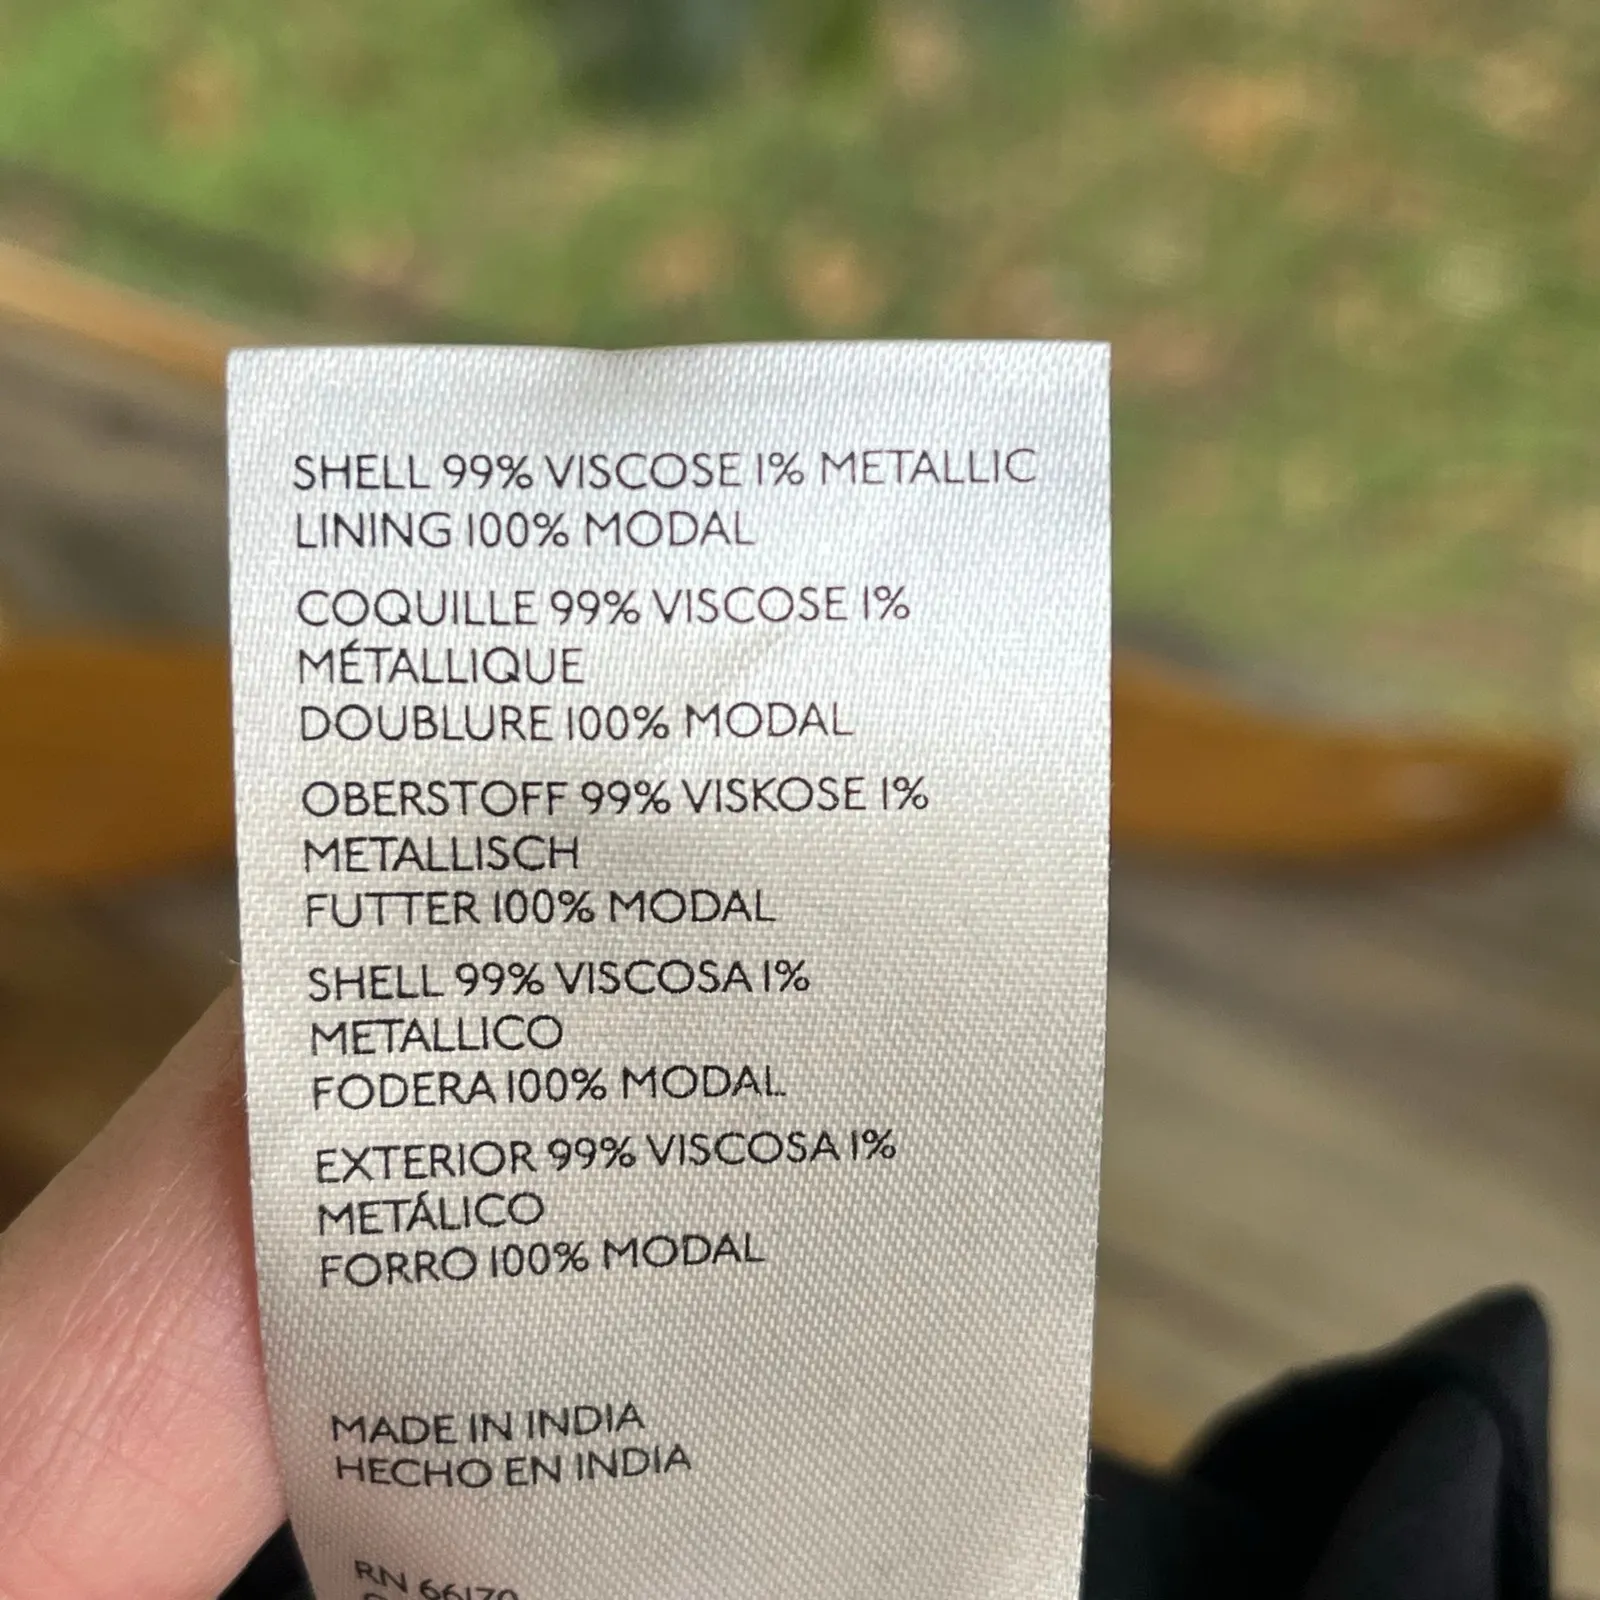 SHELL 99% VISCOSE 1% METALLIC
LINING 100% MODAL
COQUILLE 99% VISCOSE 1%
MÉTALLIQUE
DOUBLURE 100% MODAL
OBERSTOFF 99% VISKOSE 1%
METALLISCH
FUTTER 100% MODAL
SHELL 99% VISCOSA 1%
METALLICO
FODERA 100% MODAL
EXTERIOR 99% VISCOSA 1%
METÁLICO
FORRO 100% MODAL
MADE IN INDIA
HECHO EN INDIA
RN 66170